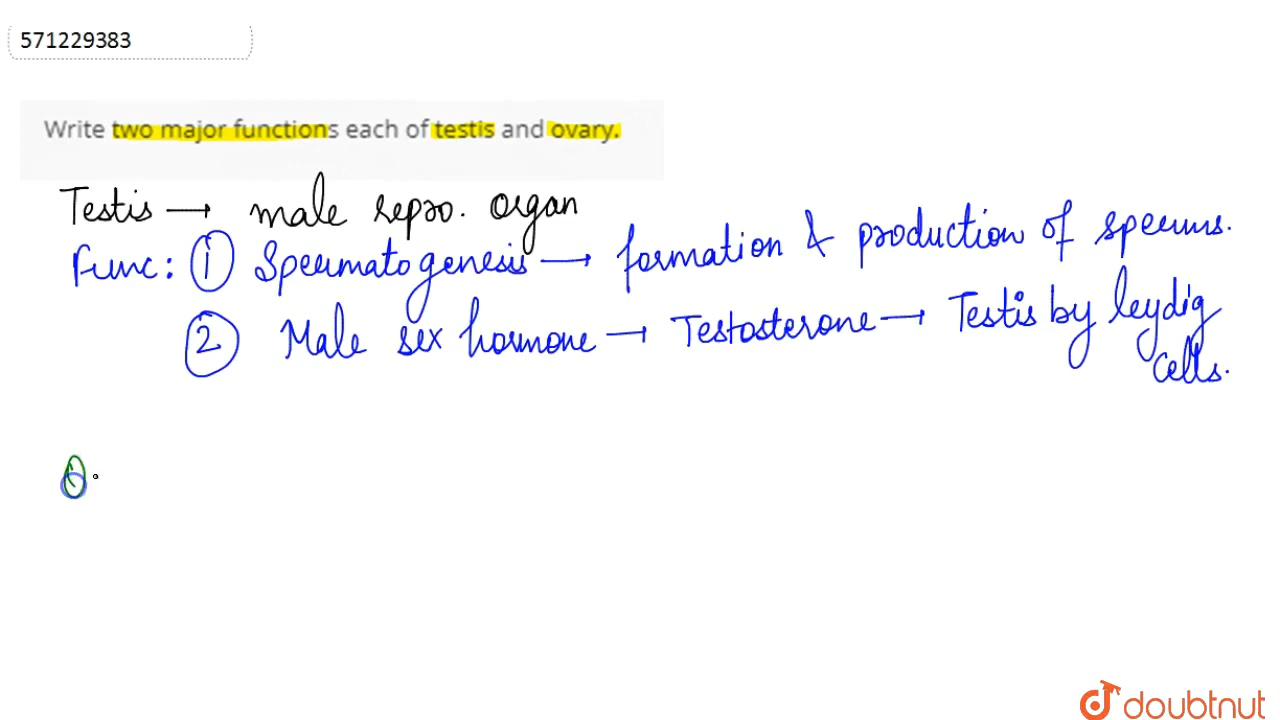 571229383
Write two major functions each of testis and ovary.
Testis → male repro. organ
Func: ① Spermatogenesis → formation & production of sperms.
② Male sex hormone → Testosterone → Testis by leydig
cells.
O
doubtnut